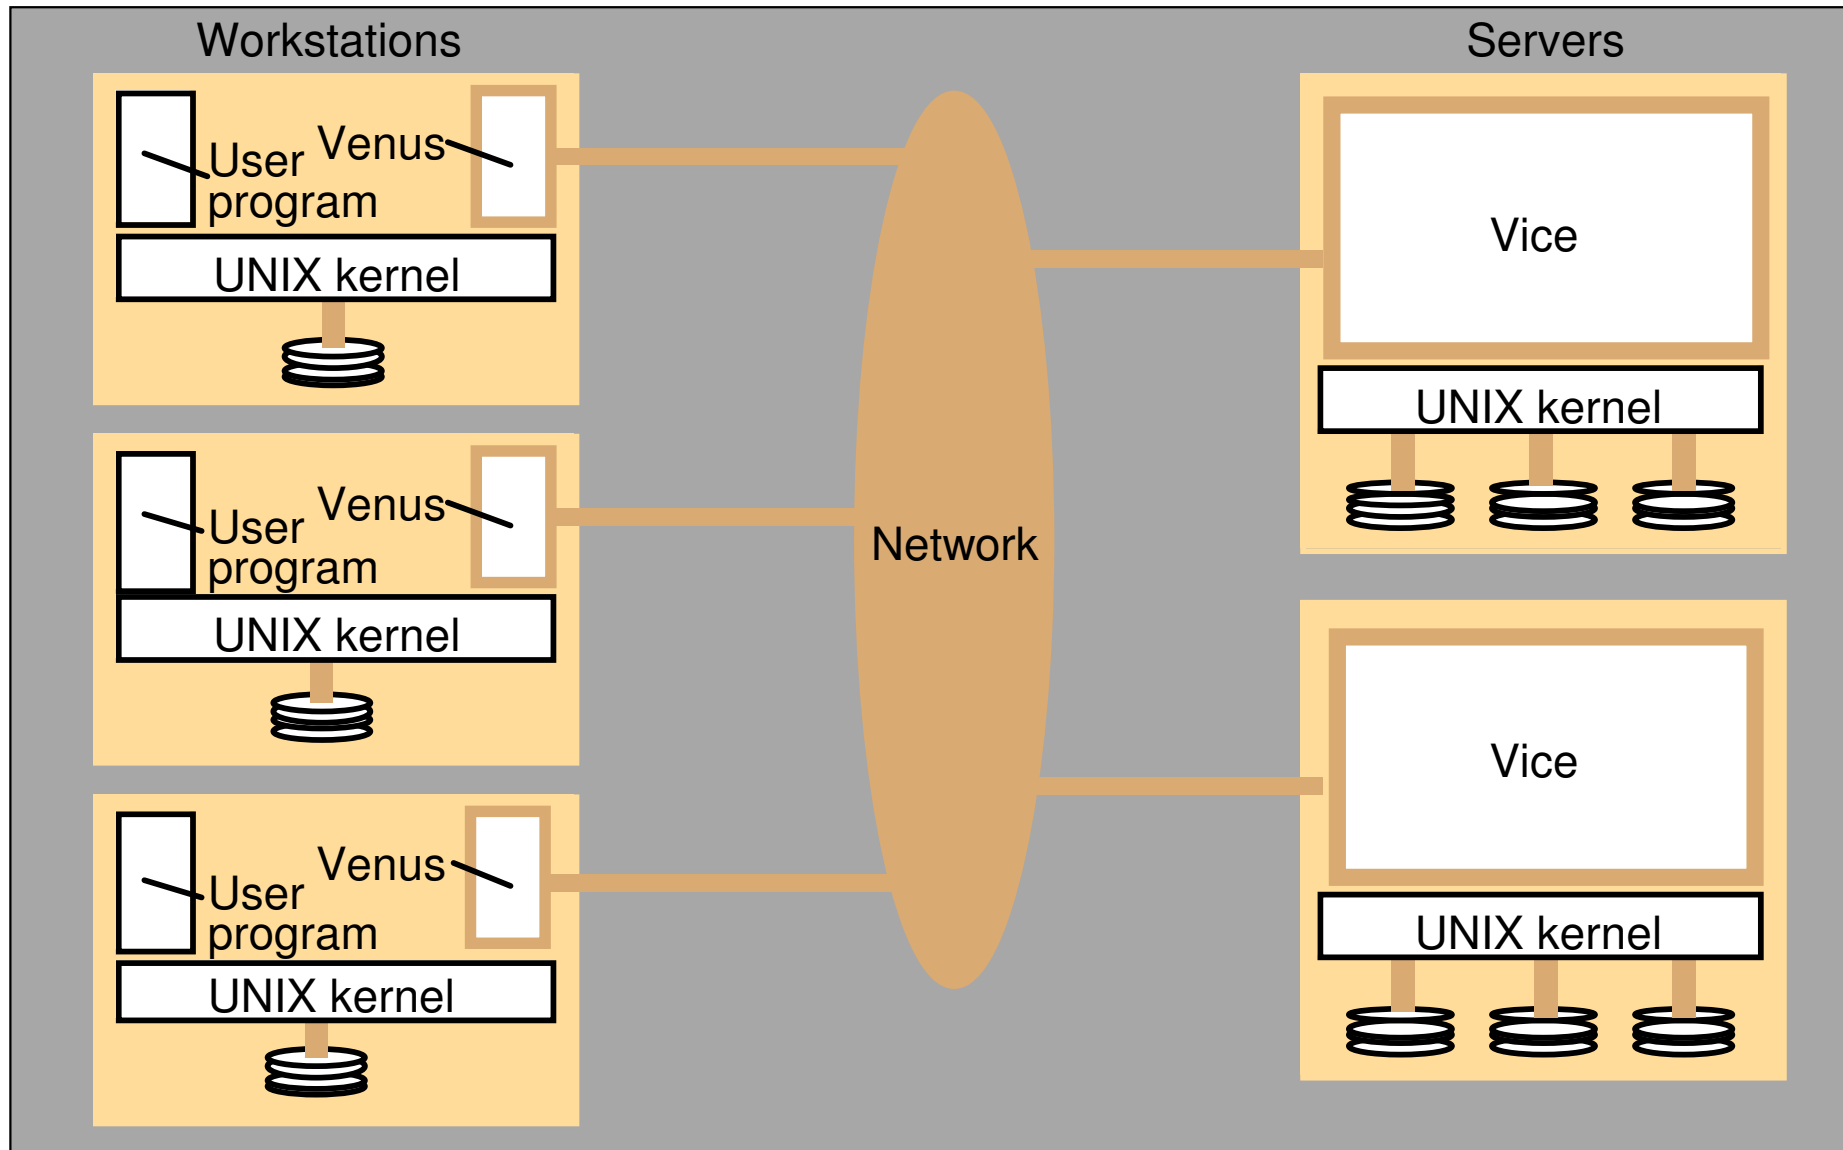 Workstations
Servers
User
program
Venus
UNIX kernel
User
program
Venus
UNIX kernel
User
program
Venus
UNIX kernel
Network
Vice
UNIX kernel
Vice
UNIX kernel